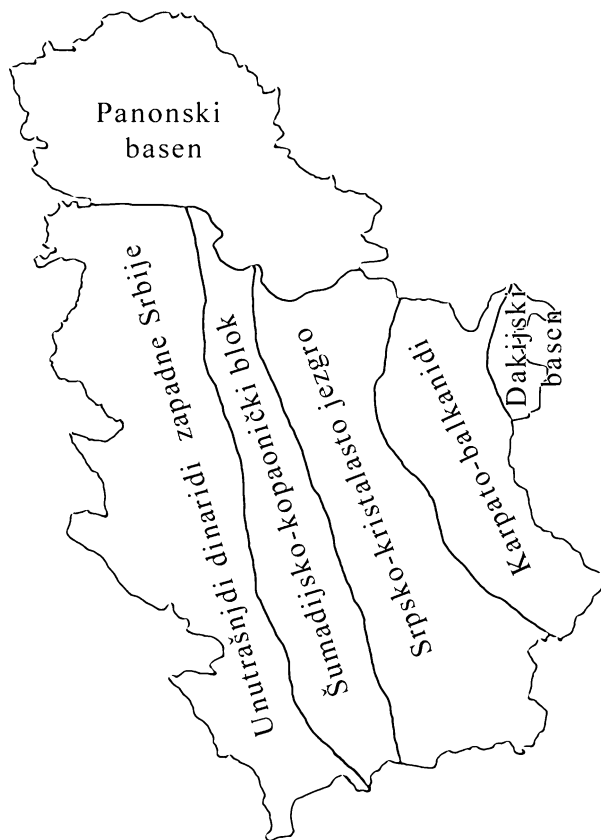 Panonski
basen
Unutrašnjdi dinaridi zapadne Srbije
Šumadijsko-kopaonički blok
Srpsko-kristalasto jezgro
Karpato-balkanidi
Dakijski
basen